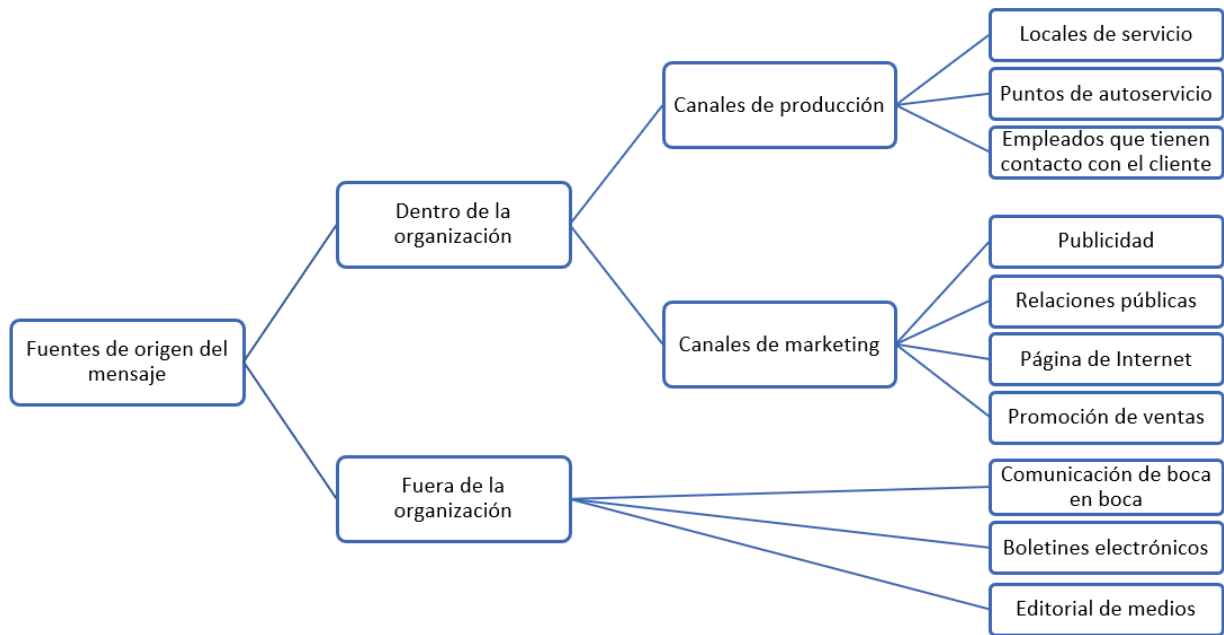 Fuentes de origen del
mensaje
Dentro de la
organización
Fuera de la
organización
Canales de producción
Canales de marketing
Locales de servicio
Puntos de autoservicio
Empleados que tienen
contacto con el cliente
Publicidad
Relaciones públicas
Página de Internet
Promoción de ventas
Comunicación de boca
en boca
Boletines electrónicos
Editorial de medios